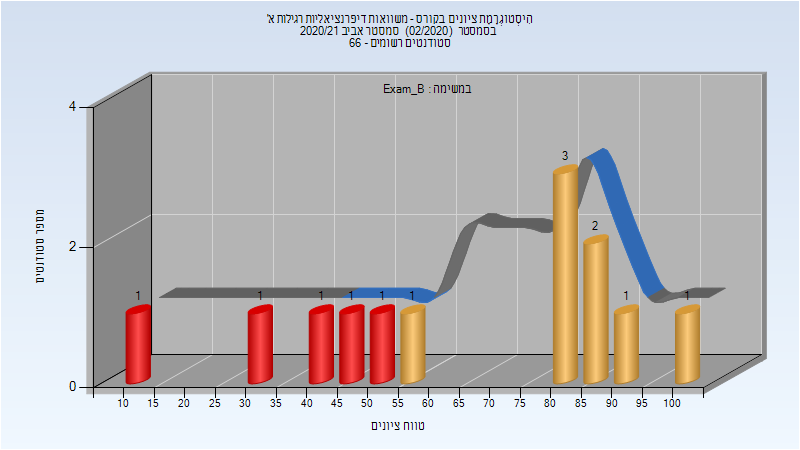 היסטוגרמת ציונים בקורס - משוואות דיפרנציאליות רגילות א'
בסמסטר (02/2020) סמסטר אביב 2020/21
סטודנטים רשומים - 66
במשימה : Exam_B
מספר סטודנטים
4
2
0
1
1
1
1
1
1
3
2
1
1
10 15 20 25 30 35 40 45 50 55 60 65 70 75 80 85 90 95 100
טווח ציונים